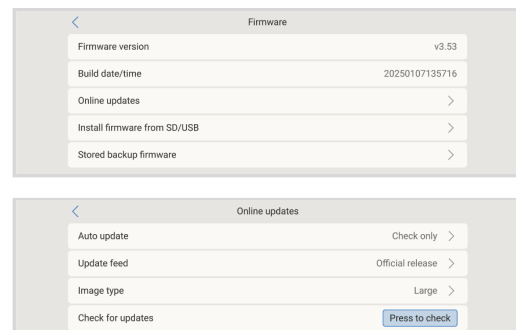 Firmware
Firmware version v3.53
Build date/time 20250107135716
Online updates
Install firmware from SD/USB
Stored backup firmware
Online updates
Auto update Check only
Update feed Official release
Image type Large
Check for updates Press to check